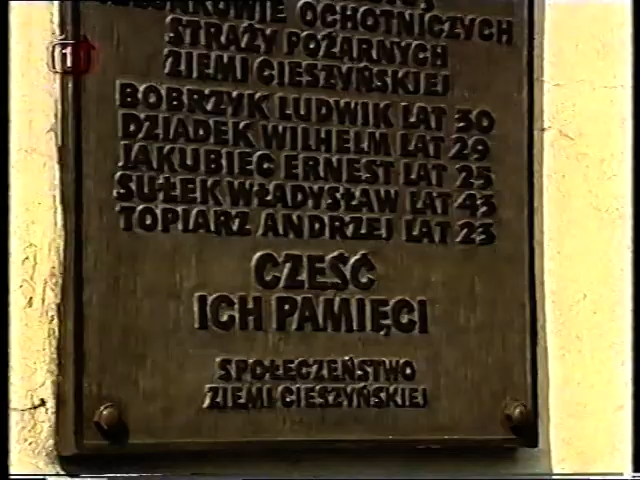 OCHOTNICZYCH
STRAŻY POŻARNYCH
ZIEMI CIESZYŃSKIEJ
BOBRZYK LUDWIK LAT 30
DZIADEK WILHELM LAT 29
JAKUBIEC ERNEST LAT 25
SUŁEK WŁADYSŁAW LAT 43
TOPIARZ ANDRZEJ LAT 23
CZEŚĆ
ICH PAMIĘCI
SPOŁECZEŃSTWO
ZIEMI CIESZYŃSKIEJ
1